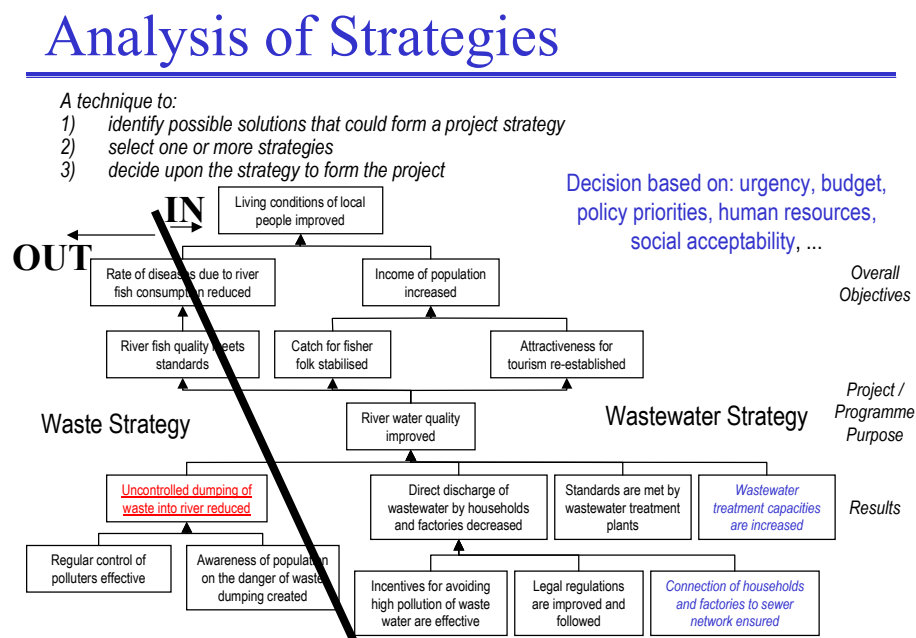 Analysis of Strategies
A technique to:
1) identify possible solutions that could form a project strategy
2) select one or more strategies
3) decide upon the strategy to form the project
Decision based on: urgency, budget,
policy priorities, human resources,
social acceptability, ...
IN
OUT
Living conditions of local
people improved
Rate of diseases due to river
fish consumption reduced
Income of population
increased
Overall
Objectives
River fish quality meets
standards
Catch for fisher
folk stabilised
Attractiveness for
tourism re-established
Waste Strategy
River water quality
improved
Wastewater Strategy
Project /
Programme
Purpose
Uncontrolled dumping of
waste into river reduced
Direct discharge of
wastewater by households
and factories decreased
Standards are met by
wastewater treatment
plants
Wastewater
treatment capacities
are increased
Results
Regular control of
polluters effective
Awareness of population
on the danger of waste
dumping created
Incentives for avoiding
high pollution of waste
water are effective
Legal regulations
are improved and
followed
Connection of households
and factories to sewer
network ensured